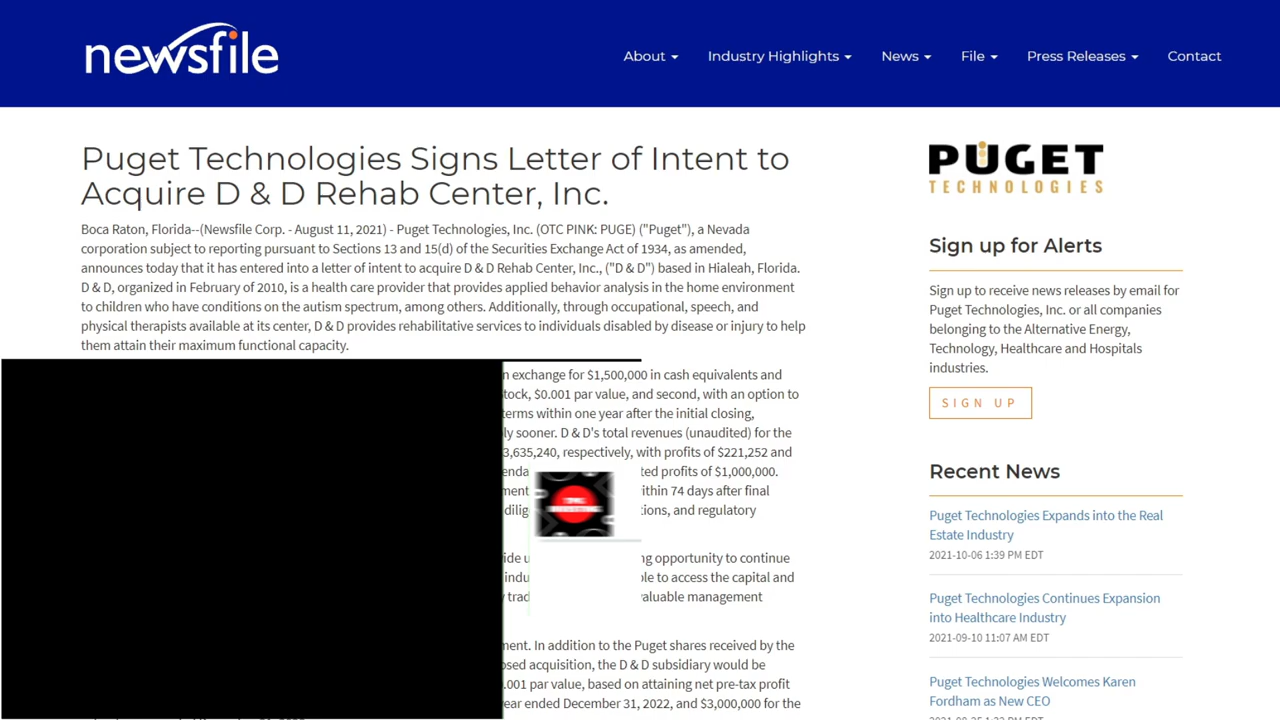 newsfile
About
Industry Highlights
News
File
Press Releases
Contact
Puget Technologies Signs Letter of Intent to
Acquire D & D Rehab Center, Inc.
Boca Raton, Florida--(Newsfile Corp. - August 11, 2021) - Puget Technologies, Inc. (OTC PINK: PUGE) ("Puget"), a Nevada
corporation subject to reporting pursuant to Sections 13 and 15(d) of the Securities Exchange Act of 1934, as amended,
announces today that it has entered into a letter of intent to acquire D & D Rehab Center, Inc., ("D & D") based in Hialeah, Florida.
D & D, organized in February of 2010, is a health care provider that provides applied behavior analysis in the home environment
to children who have conditions on the autism spectrum, among others. Additionally, through occupational, speech, and
physical therapists available at its center, D & D provides rehabilitative services to individuals disabled by disease or injury to help
them attain their maximum functional capacity.
n exchange for $1,500,000 in cash equivalents and
tock, $0.001 par value, and second, with an option to
terms within one year after the initial closing,
ly sooner. D & D's total revenues (unaudited) for the
3,635,240, respectively, with profits of $221,252 and
ted profits of $1,000,000.
ithin 74 days after final
tions, and regulatory
ng opportunity to continue
le to access the capital and
valuable management
ment. In addition to the Puget shares received by the
osed acquisition, the D & D subsidiary would be
.001 par value, based on attaining net pre-tax profit
year ended December 31, 2022, and $3,000,000 for the
PUGET
TECHNOLOGIES
Sign up for Alerts
Sign up to receive news releases by email for
Puget Technologies, Inc. or all companies
belonging to the Alternative Energy,
Technology, Healthcare and Hospitals
industries.
SIGN UP
Recent News
Puget Technologies Expands into the Real
Estate Industry
2021-10-06 1:39 PM EDT
Puget Technologies Continues Expansion
into Healthcare Industry
2021-09-10 11:07 AM EDT
Puget Technologies Welcomes Karen
Fordham as New CEO